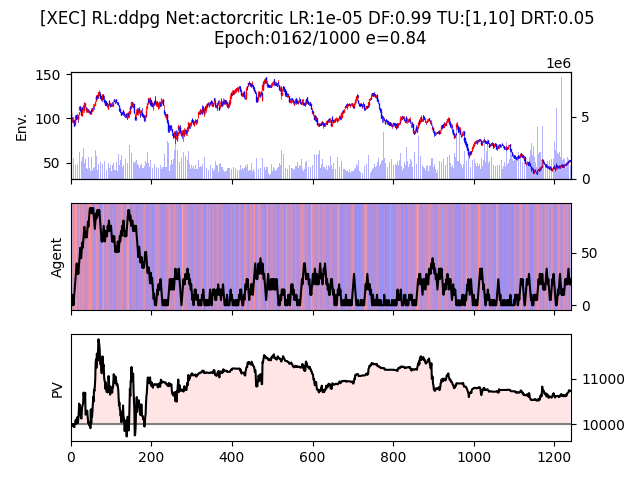 [XEC] RL:ddpg Net:actorcritic LR:1e-05 DF:0.99 TU:[1,10] DRT:0.05
Epoch:0162/1000 e=0.84
1e6
150
100
50
Env.
5
0
Agent
50
0
PV
11000
10000
0
200
400
600
800
1000
1200